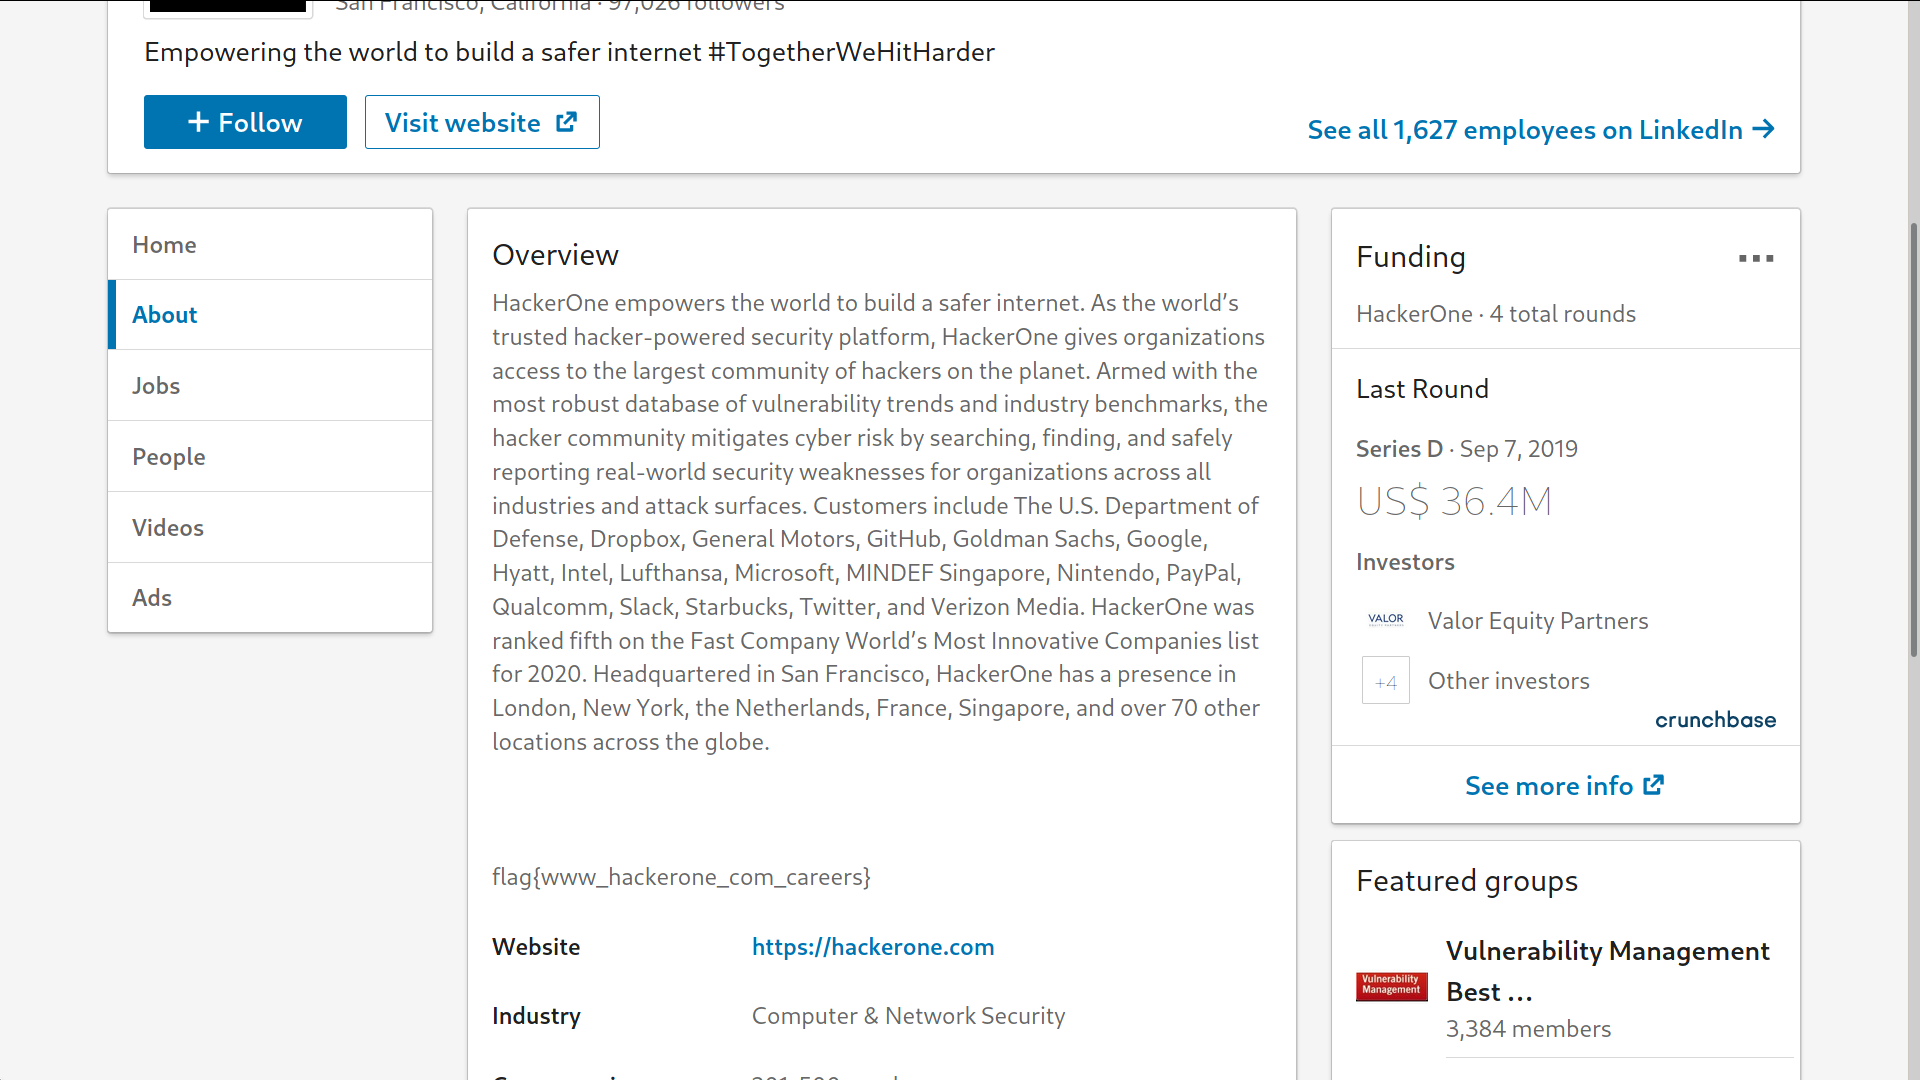 San Francisco, California · 97,026 followers
Empowering the world to build a safer internet #TogetherWeHitHarder
+ Follow
Visit website
See all 1,627 employees on LinkedIn →
Home
About
Jobs
People
Videos
Ads
Overview
HackerOne empowers the world to build a safer internet. As the world’s
trusted hacker-powered security platform, HackerOne gives organizations
access to the largest community of hackers on the planet. Armed with the
most robust database of vulnerability trends and industry benchmarks, the
hacker community mitigates cyber risk by searching, finding, and safely
reporting real-world security weaknesses for organizations across all
industries and attack surfaces. Customers include The U.S. Department of
Defense, Dropbox, General Motors, GitHub, Goldman Sachs, Google,
Hyatt, Intel, Lufthansa, Microsoft, MINDEF Singapore, Nintendo, PayPal,
Qualcomm, Slack, Starbucks, Twitter, and Verizon Media. HackerOne was
ranked fifth on the Fast Company World’s Most Innovative Companies list
for 2020. Headquartered in San Francisco, HackerOne has a presence in
London, New York, the Netherlands, France, Singapore, and over 70 other
locations across the globe.
flag{www_hackerone_com_careers}
Website https://hackerone.com
Industry Computer & Network Security
Funding
HackerOne · 4 total rounds
Last Round
Series D · Sep 7, 2019
US$ 36.4M
Investors
VALOR
Valor Equity Partners
+4
Other investors
crunchbase
See more info
Featured groups
Vulnerability
Management
Vulnerability Management
Best …
3,384 members